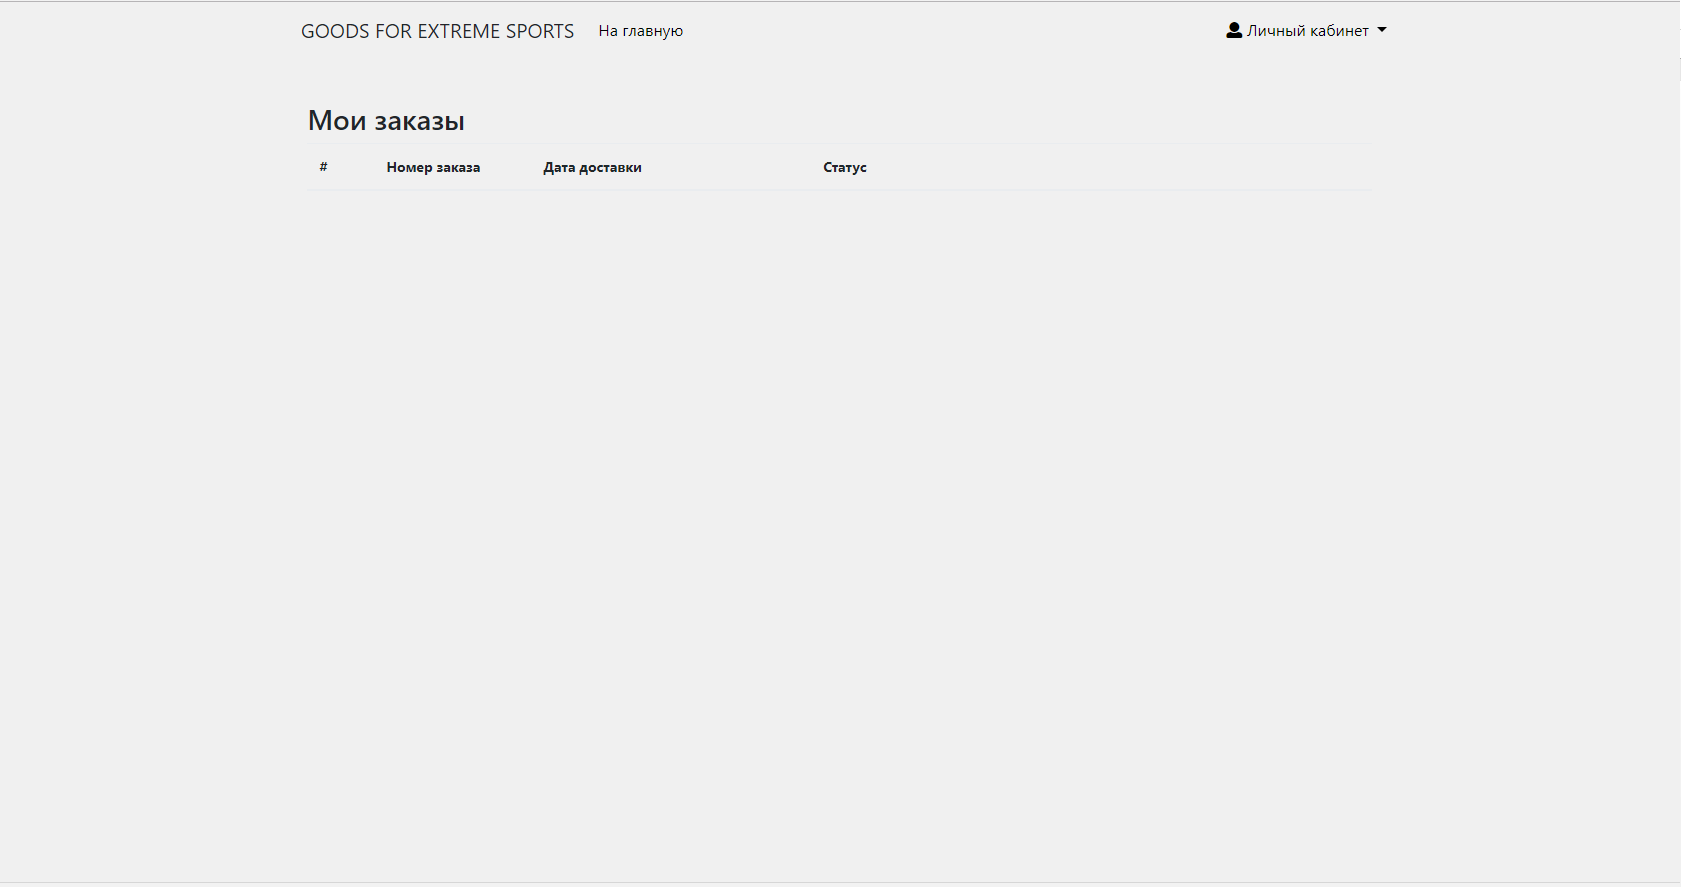 GOODS FOR EXTREME SPORTS На главную Личный кабинет
Мои заказы
# Номер заказа Дата доставки Статус